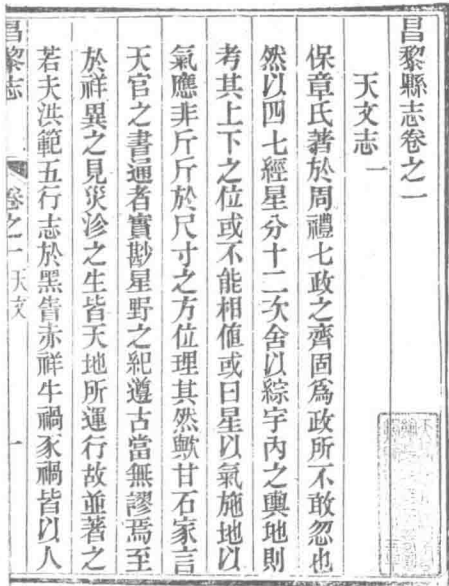 昌黎縣志卷之一
天文志一
保章氏著於周禮七政之齊固爲政所不敢忽也
然以四七經星分十二次舍以綜宇內之輿地則
考其上下之位或不能相値或曰星以氣施地以
氣應非斤斤於尺寸之方位理其然歟甘石家言
天官之書通者實尠星野之紀遵古當無謬焉至
於祥異之見災沴之生皆天地所運行故並著之
若夫洪範五行志於黑眚赤祥牛禍豕禍皆以人
昌黎志 卷之一 天文 一